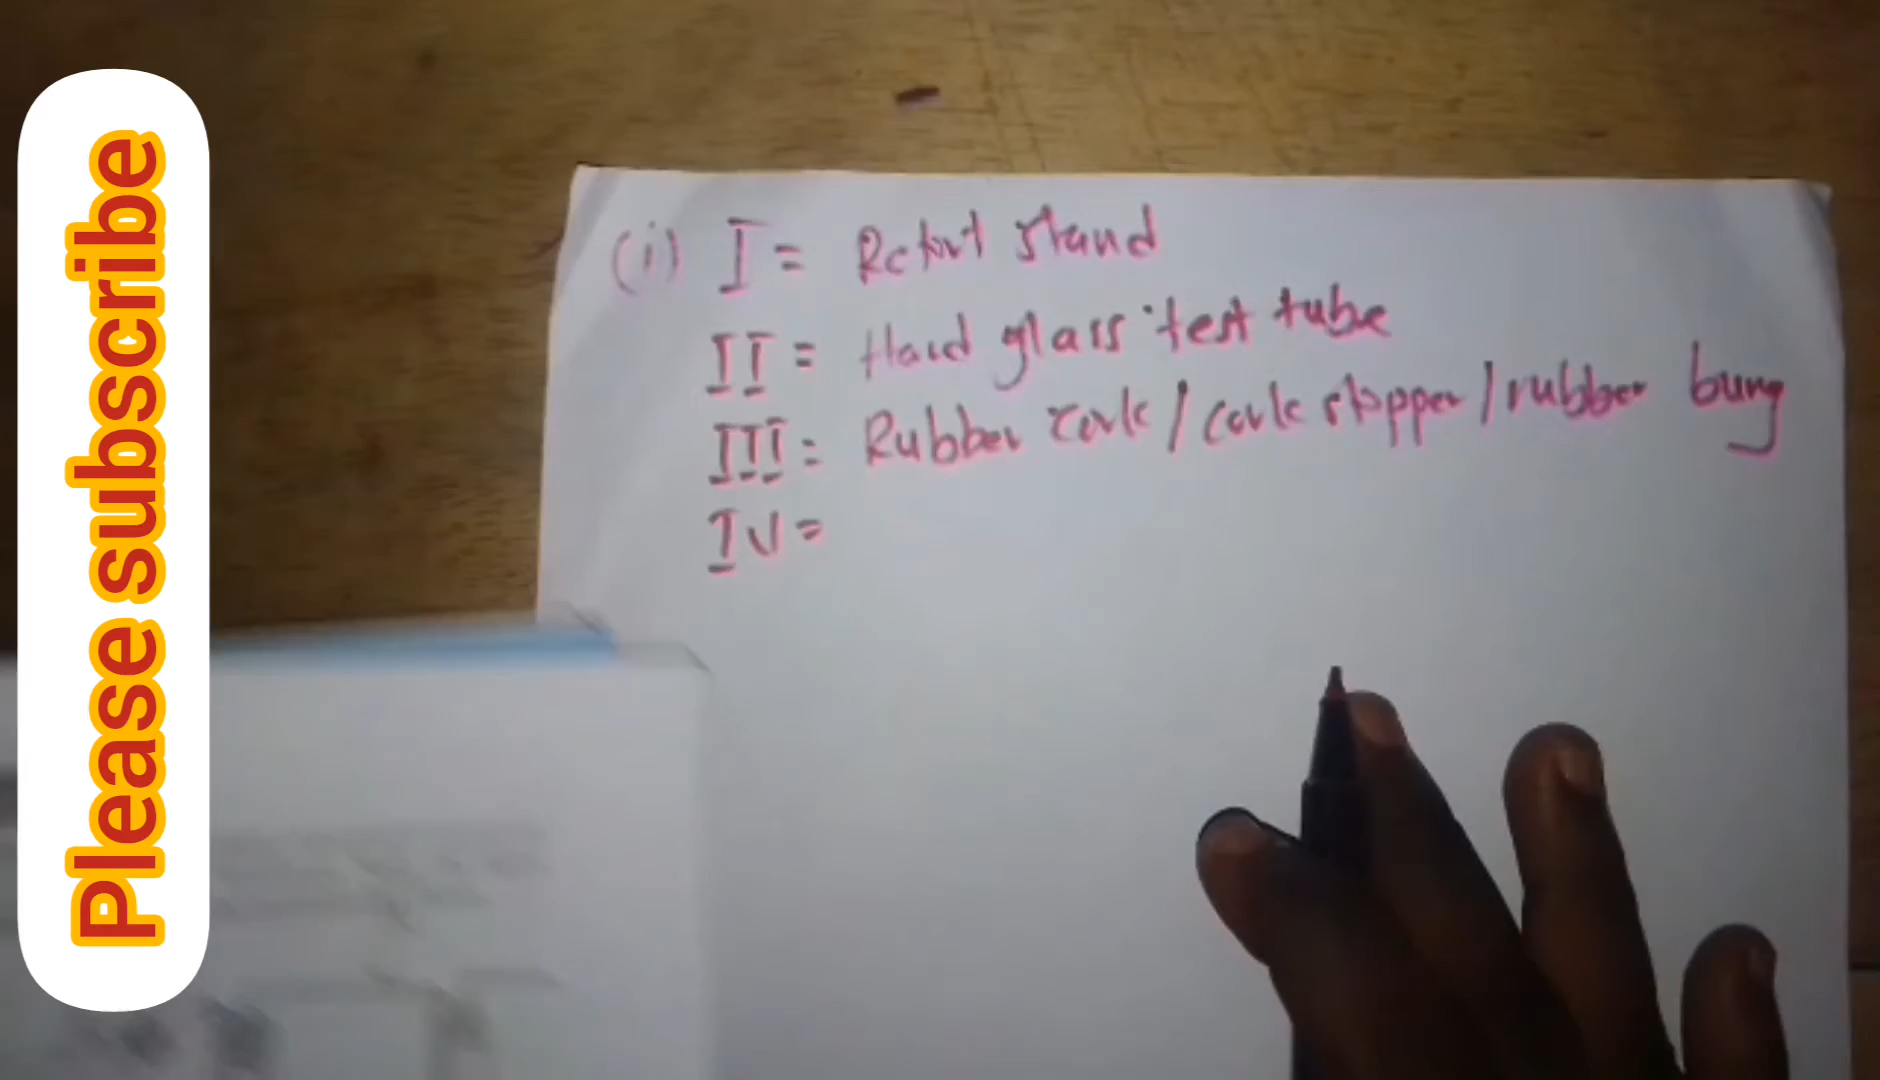 Please subscribe
(i) I = Retort stand
II = Hard glass test tube
III = Rubber cork / cork stopper / rubber bung
IV =